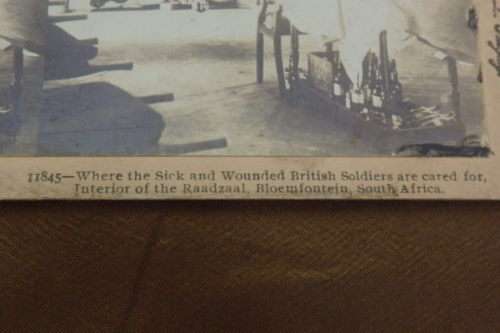 11845—Where the Sick and Wounded British Soldiers are cared for,
Interior of the Raadzaal, Bloemfontein, South Africa.